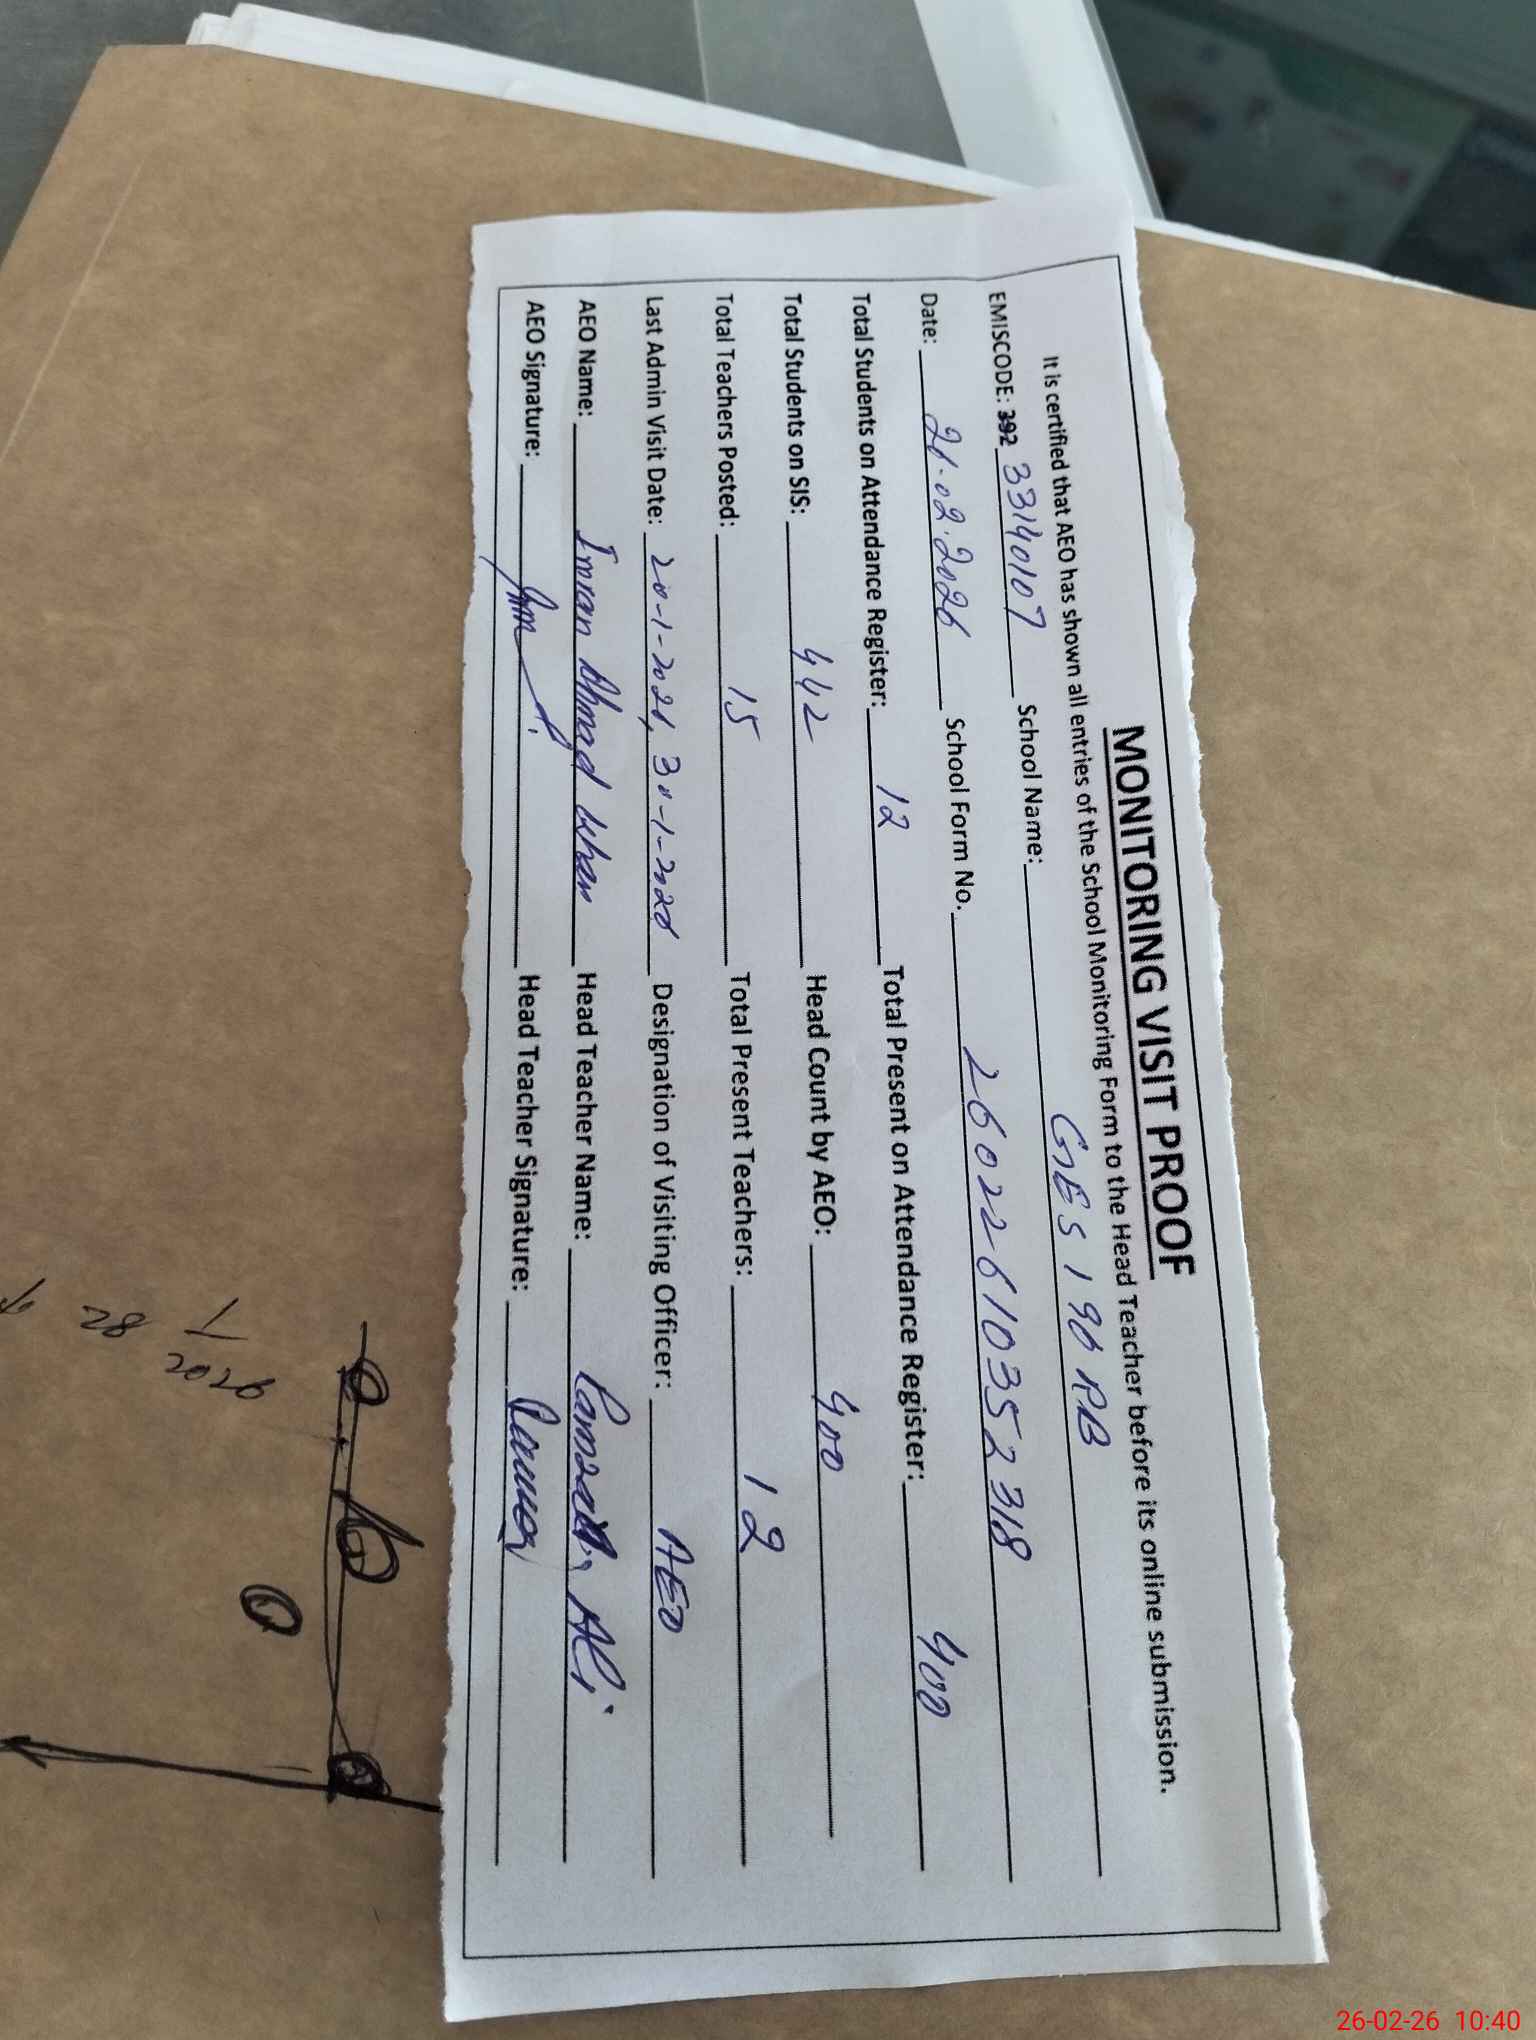 MONITORING VISIT PROOF
It is certified that AEO has shown all entries of the School Monitoring Form to the Head Teacher before its online submission.
EMISCODE: 392 33140107 School Name: GES 198 RB
Date: 21.02.2026 School Form No. 26022610352318
Total Students on Attendance Register: 12 Total Present on Attendance Register: 400
Total Students on SIS: 442 Head Count by AEO: 400
Total Teachers Posted: 15 Total Present Teachers: 12
Last Admin Visit Date: 20-1-2026, 30-1-2026 Designation of Visiting Officer: AEO
AEO Name: Imran Ahmad khan Head Teacher Name: Ali
AEO Signature: Head Teacher Signature:
26-02-26 10:40